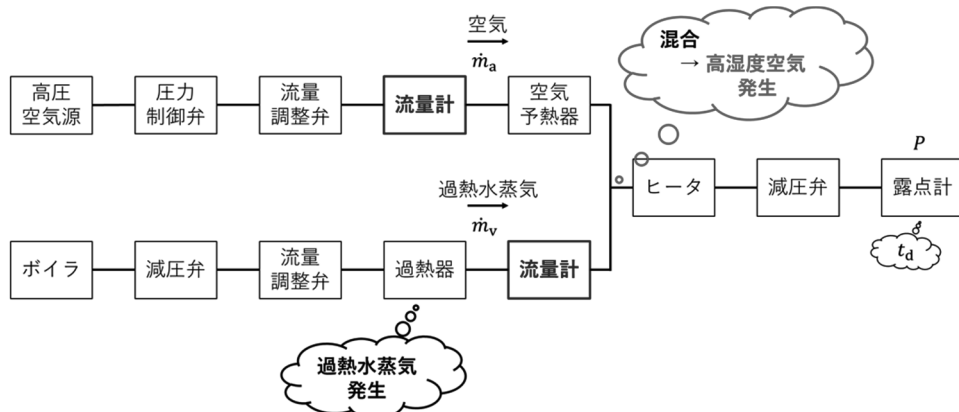 空気
ṁa
高圧
空気源
圧力
制御弁
流量
調整弁
流量計
空気
予熱器
混合
→ 高湿度空気
発生
過熱水蒸気
ṁv
ヒータ
減圧弁
P
露点計
td
ボイラ
減圧弁
流量
調整弁
過熱器
流量計
過熱水蒸気
発生